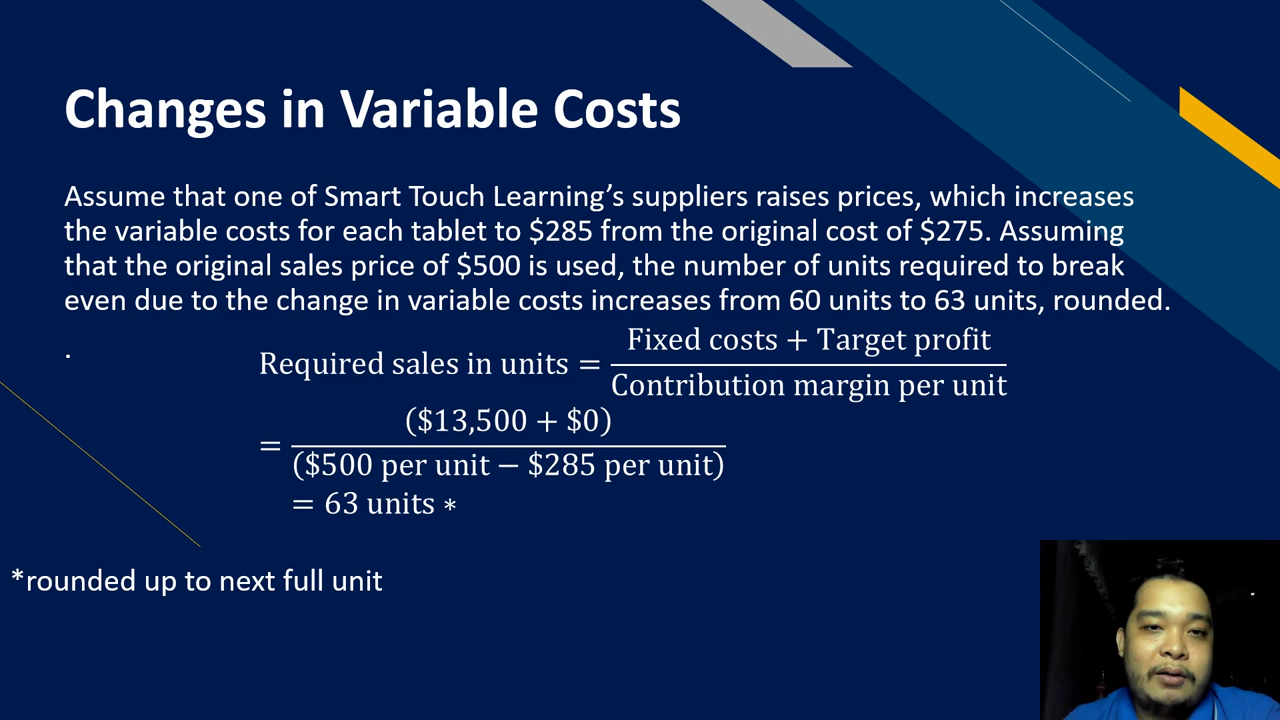 Changes in Variable Costs
Assume that one of Smart Touch Learning’s suppliers raises prices, which increases
the variable costs for each tablet to $285 from the original cost of $275. Assuming
that the original sales price of $500 is used, the number of units required to break
even due to the change in variable costs increases from 60 units to 63 units, rounded.
.
Required sales in units = Fixed costs + Target profit
Contribution margin per unit
= ($13,500 + $0)
($500 per unit − $285 per unit)
= 63 units ∗
*rounded up to next full unit